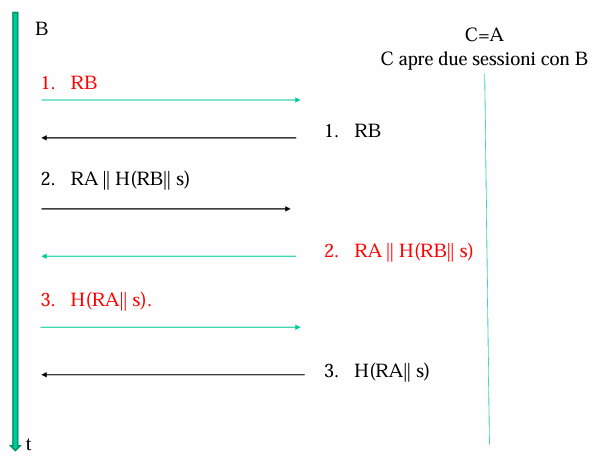 B
C=A
C apre due sessioni con B
1. RB
1. RB
2. RA || H(RB|| s)
2. RA || H(RB|| s)
3. H(RA|| s).
3. H(RA|| s)
t